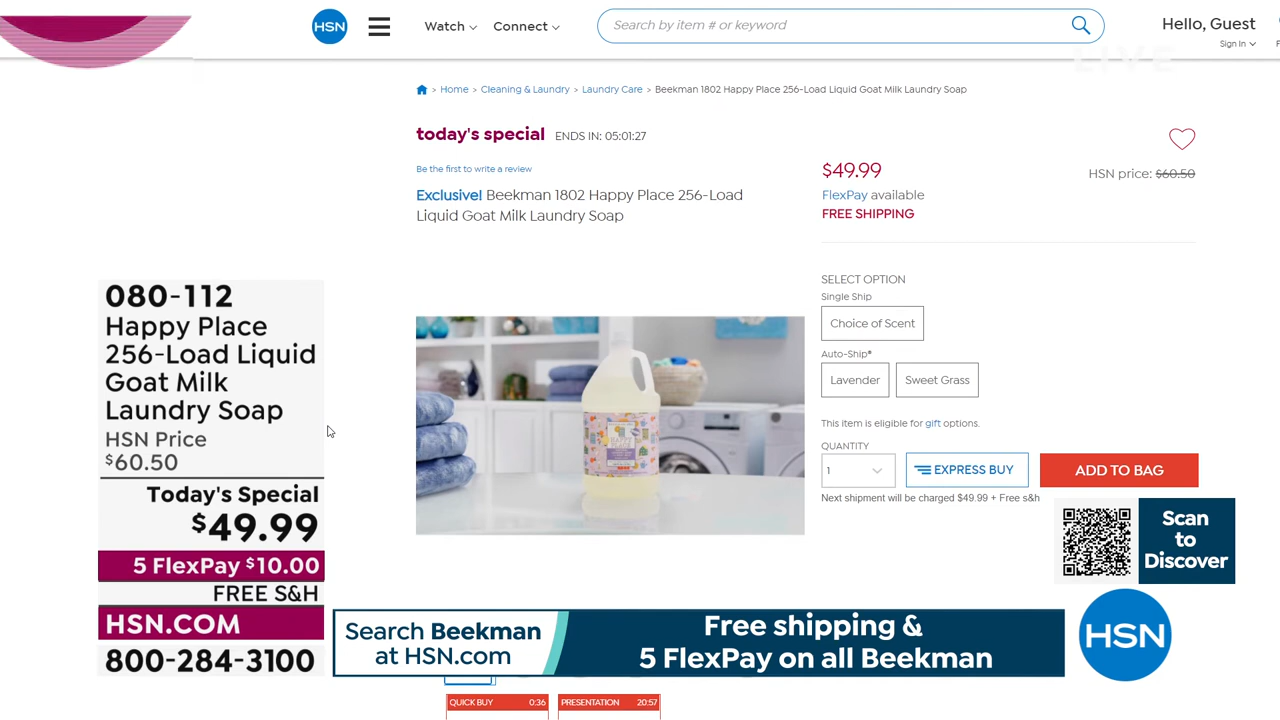 HSN
Watch
Connect
Search by item # or keyword
Hello, Guest
Sign In
LIVE
> Home > Cleaning & Laundry > Laundry Care > Beekman 1802 Happy Place 256-Load Liquid Goat Milk Laundry Soap
today's special ENDS IN: 05:01:27
Be the first to write a review
Exclusive! Beekman 1802 Happy Place 256-Load
Liquid Goat Milk Laundry Soap
$49.99
HSN price: $60.50
FlexPay available
FREE SHIPPING
SELECT OPTION
Single Ship
Choice of Scent
Auto-Ship®
Lavender
Sweet Grass
This item is eligible for gift options.
QUANTITY
1
EXPRESS BUY
ADD TO BAG
Next shipment will be charged $49.99 + Free s&h
080-112
Happy Place
256-Load Liquid
Goat Milk
Laundry Soap
HSN Price
$60.50
Today's Special
$49.99
5 FlexPay $10.00
FREE S&H
HSN.COM
800-284-3100
Scan
to
Discover
Search Beekman
at HSN.com
Free shipping &
5 FlexPay on all Beekman
HSN
QUICK BUY 0:36
PRESENTATION 20:57